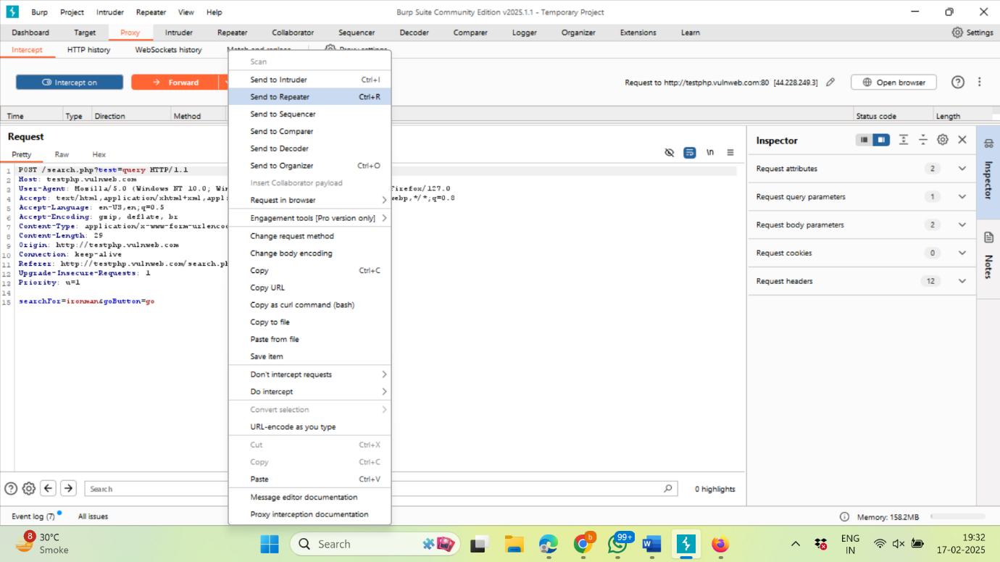 Burp Project Intruder Repeater View Help Burp Suite Community Edition v2025.1.1 - Temporary Project
Dashboard Target Proxy Intruder Repeater Collaborator Sequencer Decoder Comparer Logger Organizer Extensions Learn Settings
Intercept HTTP history WebSockets history Match and replace Proxy settings
Intercept on Forward Request to http://testphp.vulnweb.com:80 [44.228.249.3] Open browser
Time Type Direction Method Status code Length
Request
Pretty Raw Hex \n
1 POST /search.php?test=query HTTP/1.1
2 Host: testphp.vulnweb.com
3 User-Agent: Mozilla/5.0 (Windows NT 10.0; Win Firefox/127.0
4 Accept: text/html,application/xhtml+xml,appl webp,*/*;q=0.8
5 Accept-Language: en-US,en;q=0.5
6 Accept-Encoding: gzip, deflate, br
7 Content-Type: application/x-www-form-urlenco
8 Content-Length: 29
9 Origin: http://testphp.vulnweb.com
10 Connection: keep-alive
11 Referer: http://testphp.vulnweb.com/search.ph
12 Upgrade-Insecure-Requests: 1
13 Priority: u=1
14
15 searchFor=ironman&goButton=go
Scan
Send to Intruder Ctrl+I
Send to Repeater Ctrl+R
Send to Sequencer
Send to Comparer
Send to Decoder
Send to Organizer Ctrl+O
Insert Collaborator payload
Request in browser
Engagement tools [Pro version only]
Change request method
Change body encoding
Copy Ctrl+C
Copy URL
Copy as curl command (bash)
Copy to file
Paste from file
Save item
Don't intercept requests
Do intercept
Convert selection
URL-encode as you type
Cut Ctrl+X
Copy Ctrl+C
Paste Ctrl+V
Message editor documentation
Proxy interception documentation
Inspector
Request attributes 2
Request query parameters 1
Request body parameters 2
Request cookies 0
Request headers 12
Inspector
Notes
Search 0 highlights
Event log (7) All issues Memory: 158.2MB
8 30°C
Smoke
Search
b
99+
ENG
IN
19:32
17-02-2025